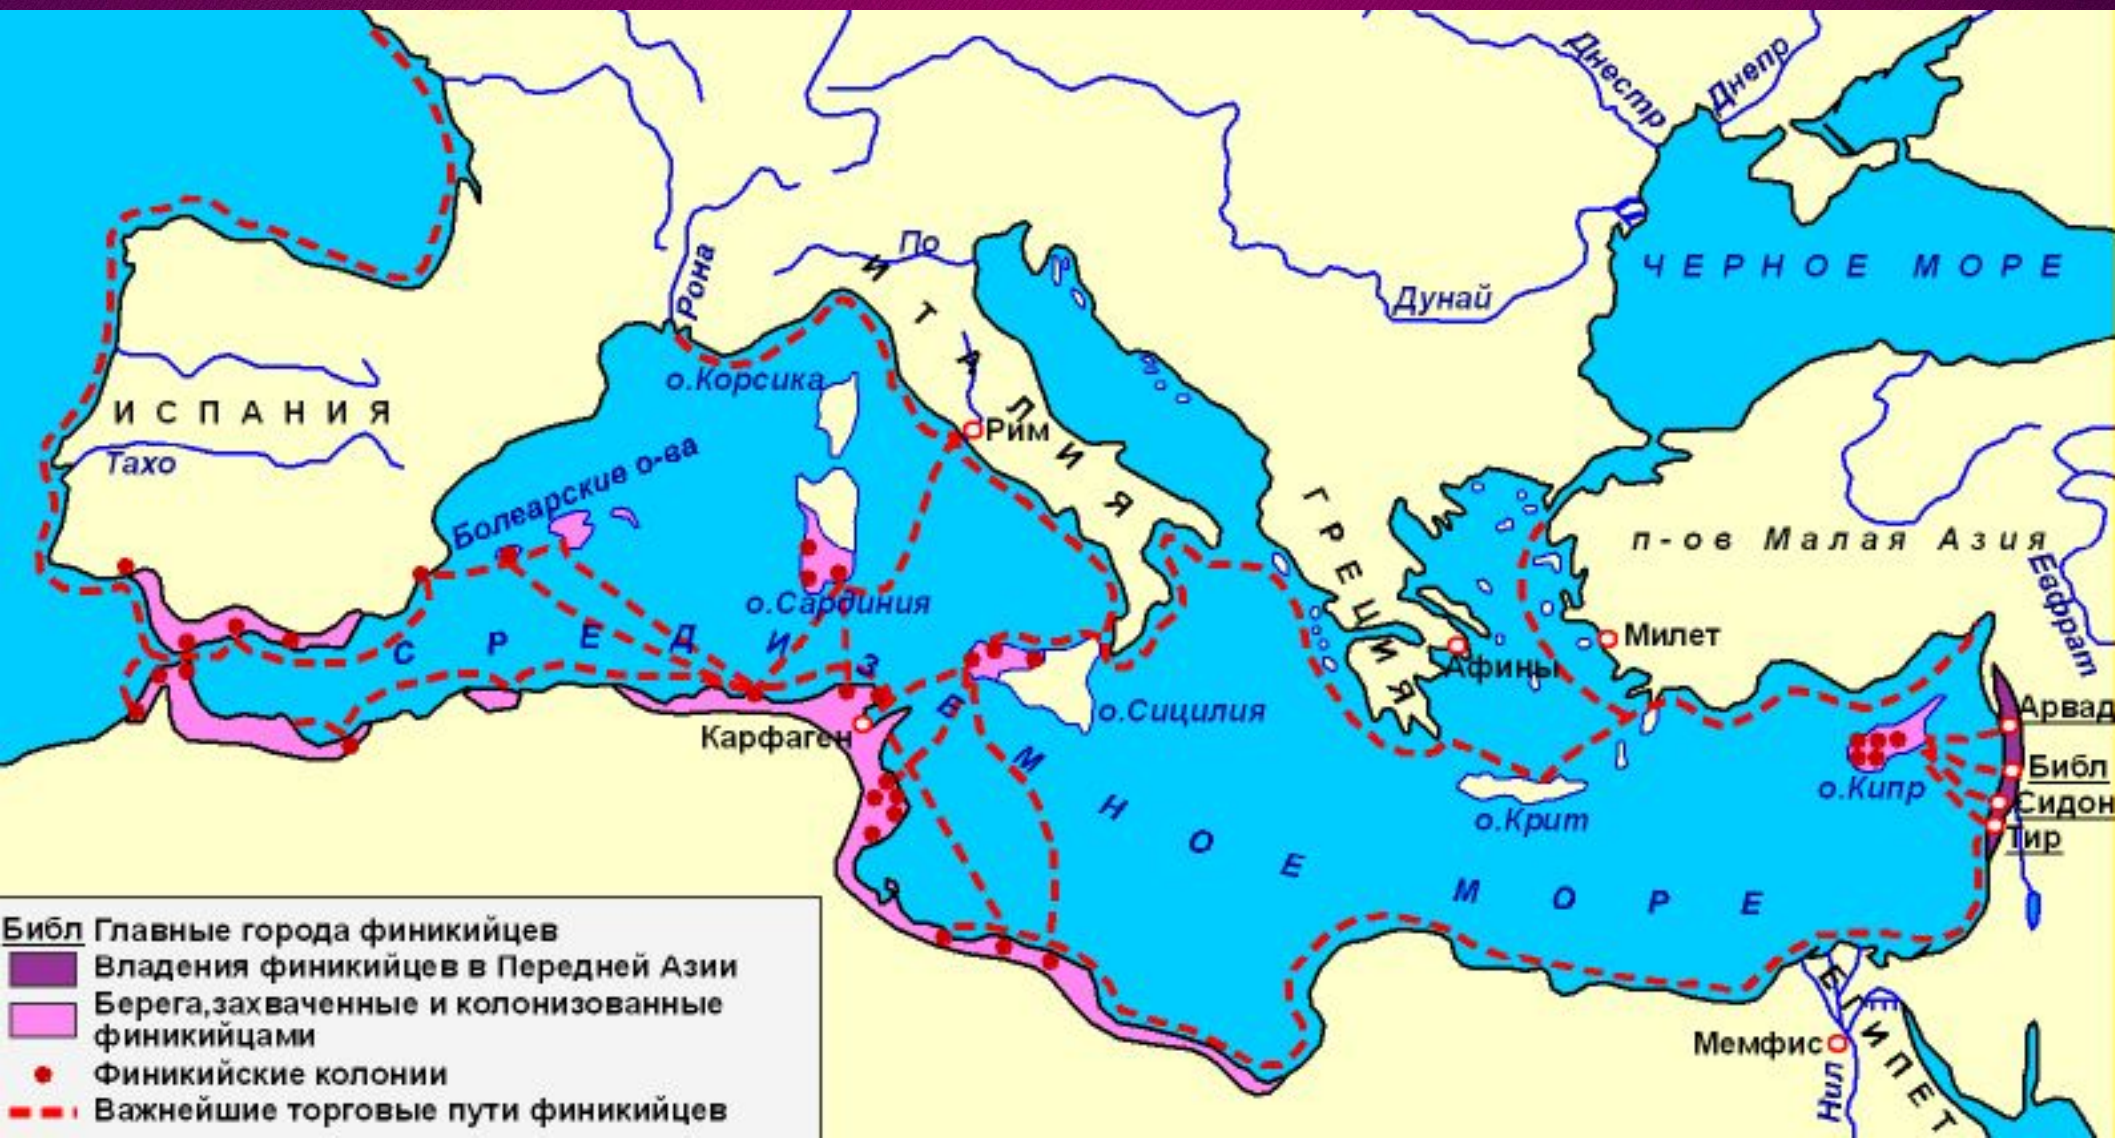 Днестр
Днепр
По
Рона
ИТАЛИЯ
Дунай
ЧЕРНОЕ МОРЕ
о.Корсика
ИСПАНИЯ
Тахо
Рим
Болеарские о-ва
ГРЕЦИЯ
п-ов Малая Азия
Евфрат
о.Сардиния
СРЕДИЗЕМНОЕ МОРЕ
Милет
Афины
о.Сицилия
Карфаген
Арвад
Библ
о.Кипр
Сидон
о.Крит
Тир
ЕГИПЕТ
Мемфис
Нил
Библ Главные города финикийцев
Владения финикийцев в Передней Азии
Берега,захваченные и колонизованные
финикийцами
Финикийские колонии
Важнейшие торговые пути финикийцев